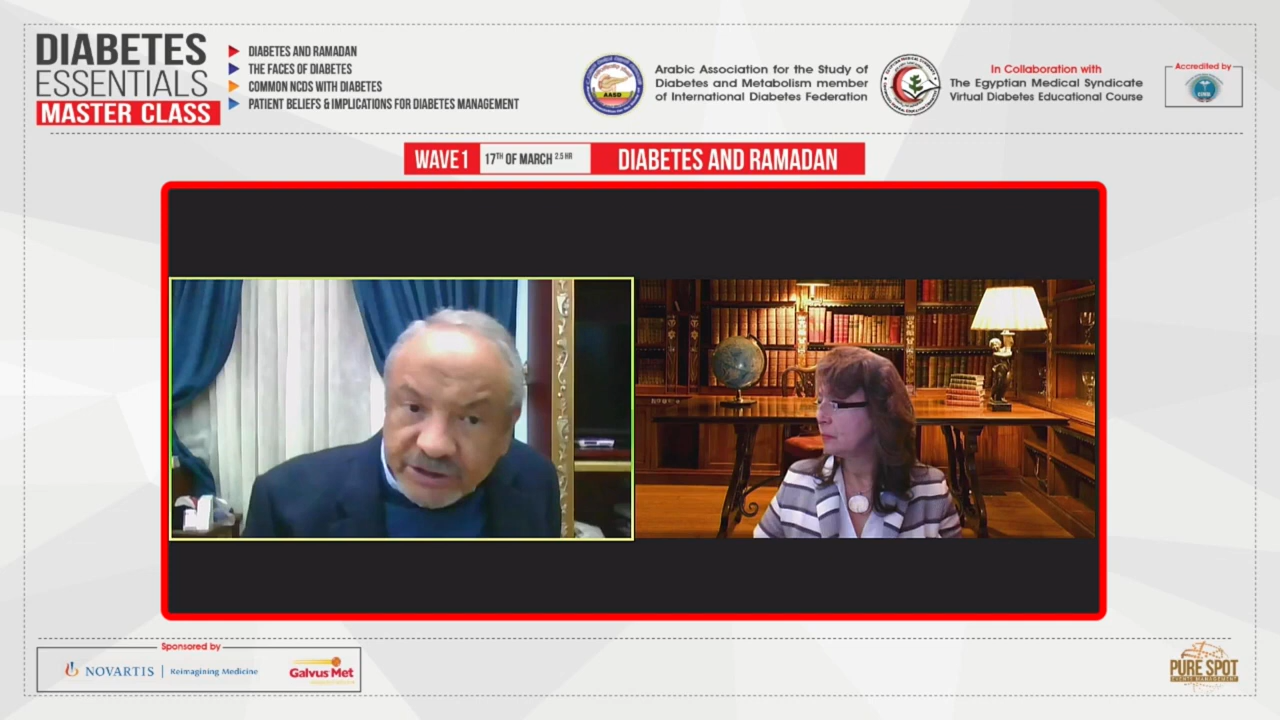 DIABETES
ESSENTIALS
MASTER CLASS
DIABETES AND RAMADAN
THE FACES OF DIABETES
COMMON NCDS WITH DIABETES
PATIENT BELIEFS & IMPLICATIONS FOR DIABETES MANAGEMENT
AASD
Arabic Association for the Study of
Diabetes and Metabolism member
of International Diabetes Federation
In Collaboration with
The Egyptian Medical Syndicate
Virtual Diabetes Educational Course
Accredited by
WAVE1 17TH OF MARCH 2.5 HR DIABETES AND RAMADAN
Sponsored by
NOVARTIS | Reimagining Medicine
Galvus Met
PURE SPOT
EVENTS MANAGEMENT